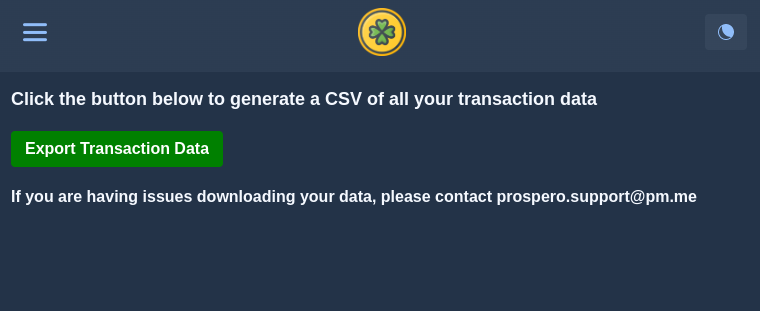 Click the button below to generate a CSV of all your transaction data
Export Transaction Data
If you are having issues downloading your data, please contact prospero.support@pm.me